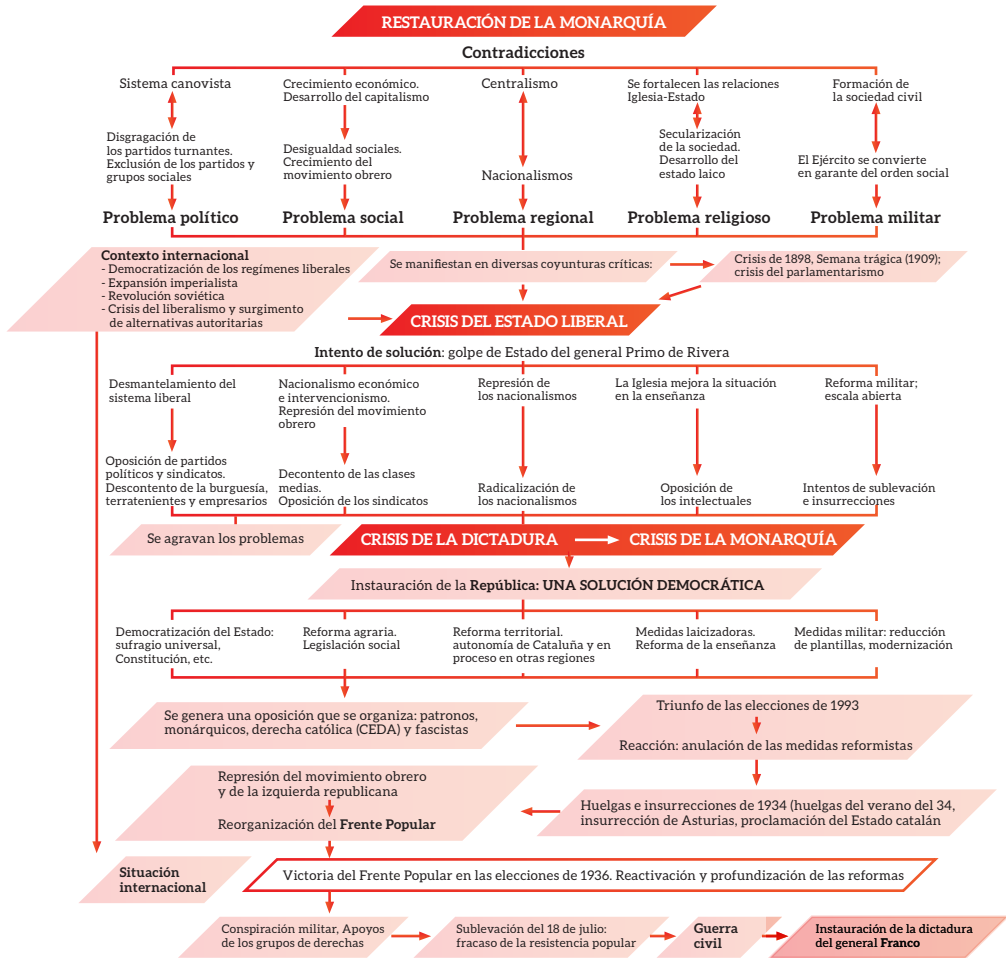 RESTAURACIÓN DE LA MONARQUÍA
Contradicciones
Sistema canovista
Crecimiento económico.
Desarrollo del capitalismo
Centralismo
Se fortalecen las relaciones
Iglesia-Estado
Formación de
la sociedad civil
Disgragación de
los partidos turnantes.
Exclusión de los partidos y
grupos sociales
Desigualdad sociales.
Crecimiento del
movimiento obrero
Nacionalismos
Secularización
de la sociedad.
Desarrollo del
estado laico
El Ejército se convierte
en garante del orden social
Problema político
Problema social
Problema regional
Problema religioso
Problema militar
Contexto internacional
- Democratización de los regímenes liberales
- Expansión imperialista
- Revolución soviética
- Crisis del liberalismo y surgimento
de alternativas autoritarias
Se manifiestan en diversas coyunturas críticas:
Crisis de 1898, Semana trágica (1909);
crisis del parlamentarismo
CRISIS DEL ESTADO LIBERAL
Intento de solución: golpe de Estado del general Primo de Rivera
Desmantelamiento del
sistema liberal
Nacionalismo económico
e intervencionismo.
Represión del movimiento
obrero
Represión de
los nacionalismos
La Iglesia mejora la situación
en la enseñanza
Reforma militar;
escala abierta
Oposición de partidos
políticos y sindicatos.
Descontento de la burguesía,
terratenientes y empresarios
Decontento de las clases
medias.
Oposición de los sindicatos
Radicalización de
los nacionalismos
Oposición de
los intelectuales
Intentos de sublevación
e insurrecciones
Se agravan los problemas
CRISIS DE LA DICTADURA
CRISIS DE LA MONARQUÍA
Instauración de la República: UNA SOLUCIÓN DEMOCRÁTICA
Democratización del Estado:
sufragio universal,
Constitución, etc.
Reforma agraria.
Legislación social
Reforma territorial.
autonomía de Cataluña y en
proceso en otras regiones
Medidas laicizadoras.
Reforma de la enseñanza
Medidas militar: reducción
de plantillas, modernización
Se genera una oposición que se organiza: patronos,
monárquicos, derecha católica (CEDA) y fascistas
Triunfo de las elecciones de 1993
Reacción: anulación de las medidas reformistas
Represión del movimiento obrero
y de la izquierda republicana
Reorganización del Frente Popular
Huelgas e insurrecciones de 1934 (huelgas del verano del 34,
insurrección de Asturias, proclamación del Estado catalán
Situación
internacional
Victoria del Frente Popular en las elecciones de 1936. Reactivación y profundización de las reformas
Conspiración militar, Apoyos
de los grupos de derechas
Sublevación del 18 de julio:
fracaso de la resistencia popular
Guerra
civil
Instauración de la dictadura
del general Franco